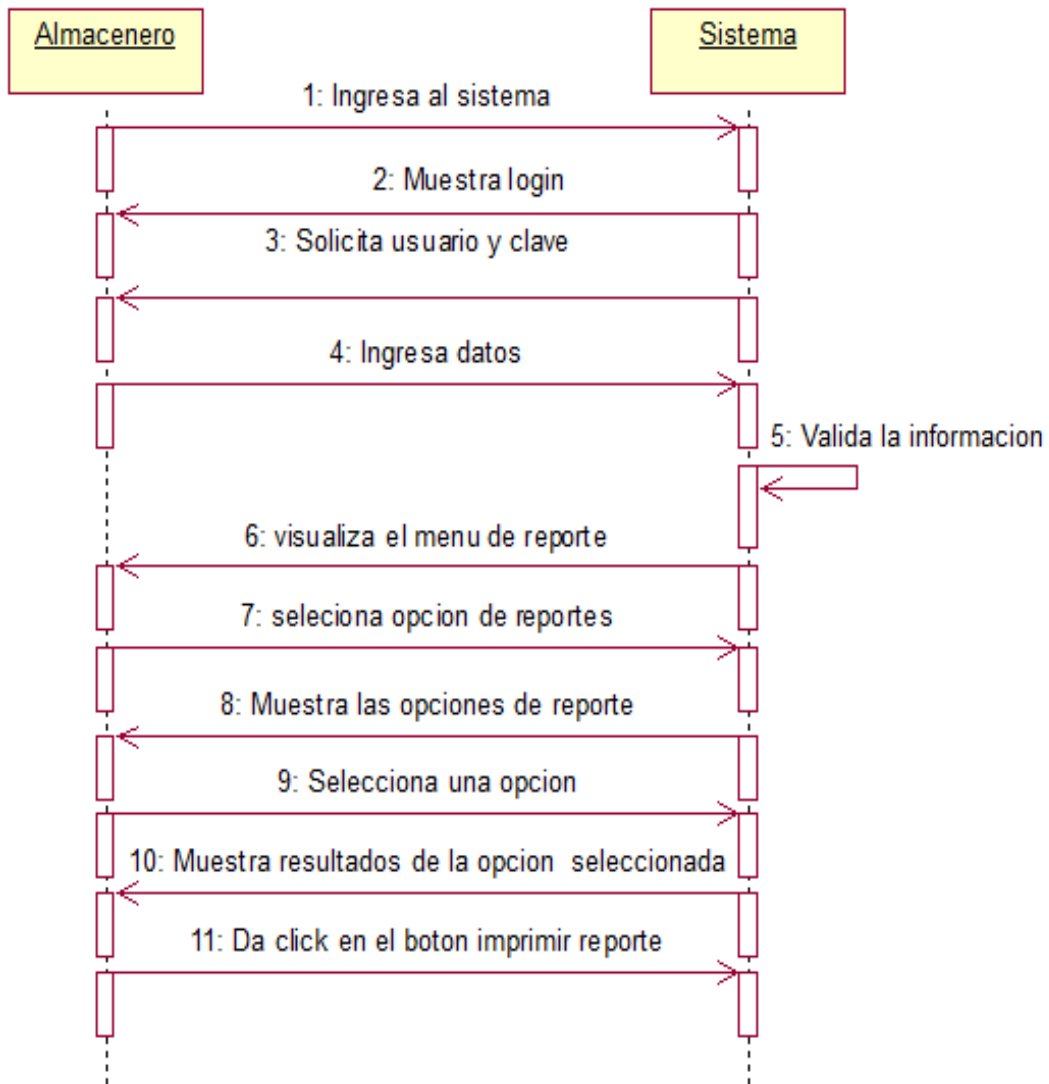 Almacenero
Sistema
1: Ingresa al sistema
2: Muestra login
3: Solicita usuario y clave
4: Ingresa datos
5: Valida la informacion
6: visualiza el menu de reporte
7: seleciona opcion de reportes
8: Muestra las opciones de reporte
9: Selecciona una opcion
10: Muestra resultados de la opcion seleccionada
11: Da click en el boton imprimir reporte